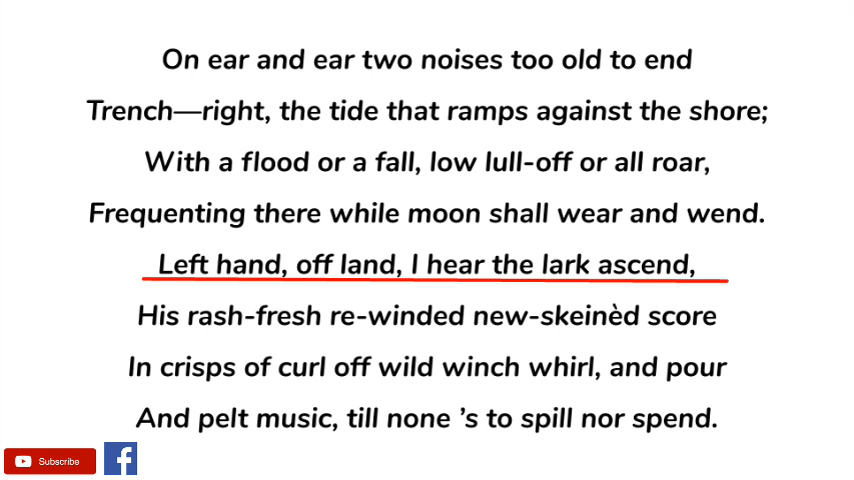 On ear and ear two noises too old to end
Trench—right, the tide that ramps against the shore;
With a flood or a fall, low lull-off or all roar,
Frequenting there while moon shall wear and wend.
Left hand, off land, I hear the lark ascend,
His rash-fresh re-winded new-skeinèd score
In crisps of curl off wild winch whirl, and pour
And pelt music, till none ’s to spill nor spend.
Subscribe
f